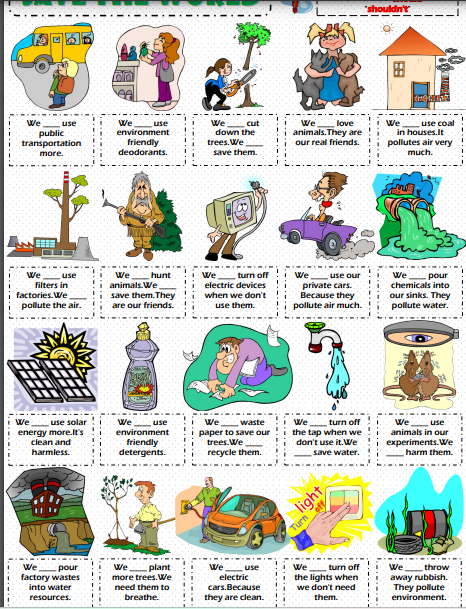 SAVE THE WORLD
'shouldn't'
We ____ use
public
transportation
more.
We ____ use
environment
friendly
deodorants.
We ____ cut
down the
trees.We ____
save them.
We ____ love
animals.They are
our real friends.
We ____ use coal
in houses.It
pollutes air very
much.
We ____ use
filters in
factories.We ____
pollute the air.
We ____ hunt
animals.We ____
save them.They
are our friends.
We ____ turn off
electric devices
when we don't
use them.
We ____ use our
private cars.
Because they
pollute air much.
We ____ pour
chemicals into
our sinks. They
pollute water.
We ____ use solar
energy more.It's
clean and
harmless.
We ____ use
environment
friendly
detergents.
We ____ waste
paper to save our
trees.We ____
recycle them.
We ____ turn off
the tap when we
don't use it.We
____ save water.
We ____ use
animals in our
experiments.We
____ harm them.
Turn off
light
We ____ pour
factory wastes
into water
resources.
We ____ plant
more trees.We
need them to
breathe.
We ____ use
electric
cars.Because
they are clean.
We ____ turn off
the lights when
we don't need
them.
We ____ throw
away rubbish.
They pollute
environment.